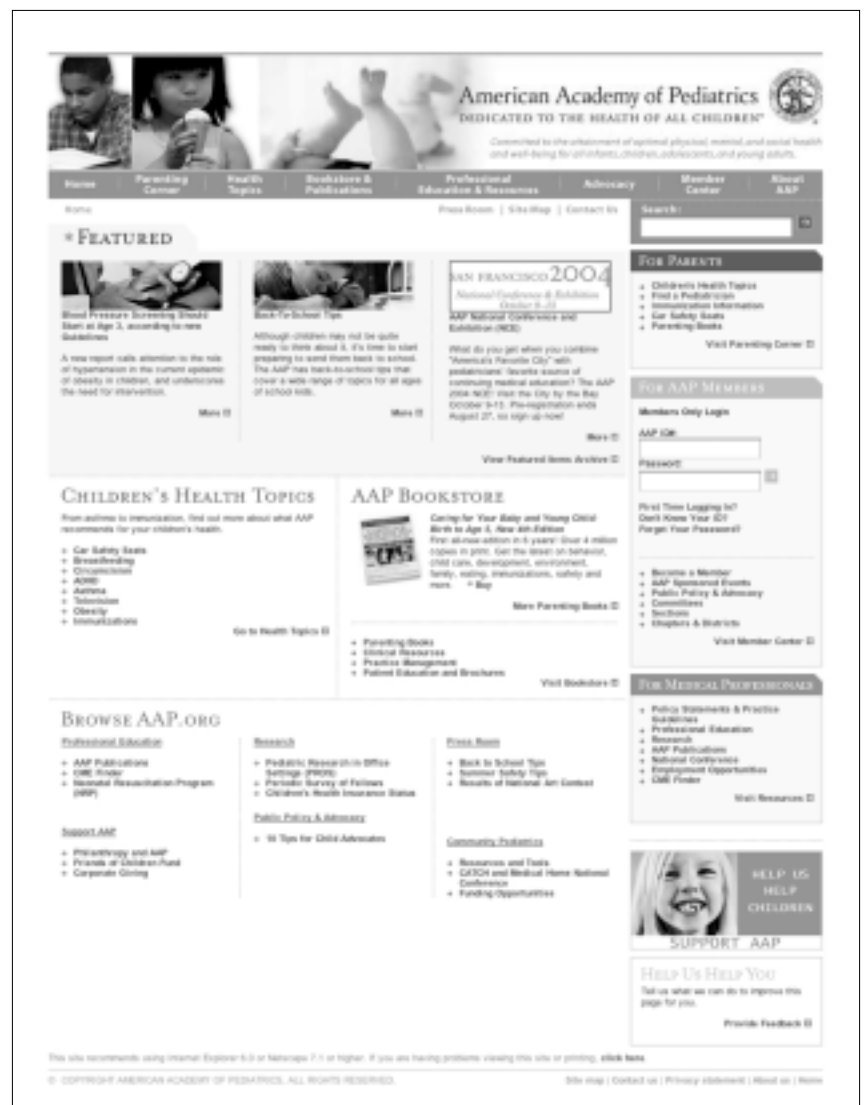 American Academy of Pediatrics
DEDICATED TO THE HEALTH OF ALL CHILDREN™
Committed to the attainment of optimal physical, mental, and social health
and well-being for all infants, children, adolescents, and young adults.
Home
Parenting
Corner
Health
Topics
Bookstore &
Publications
Professional
Education & Resources
Advocacy
Member
Center
About
AAP
Home
Press Room | Site Map | Contact Us
Search:
FEATURED
Blood Pressure Screening Should
Start at Age 3, according to new
Guidelines
A new report calls attention to the role
of hypertension in the current epidemic
of obesity in children, and underscores
the need for intervention.
More
Back-To-School Tips
Although children may not be quite
ready to think about it, it's time to start
preparing to send them back to school.
The AAP has back-to-school tips that
cover a wide range of topics for all ages
of school kids.
More
SAN FRANCISCO 2004
National Conference & Exhibition
October 9-13
AAP National Conference and
Exhibition (NCE)
What do you get when you combine
"America's Favorite City" with
pediatricians' favorite source of
continuing medical education? The AAP
2004 NCE! Visit the City by the Bay
October 9-13. Pre-registration ends
August 27, so sign up now!
More
View Featured Items Archive
FOR PARENTS
+ Children's Health Topics
+ Find a Pediatrician
+ Immunization Information
+ Car Safety Seats
+ Parenting Books
Visit Parenting Corner
FOR AAP MEMBERS
Members Only Login
AAP ID#:
Password:
First Time Logging In?
Don't Know Your ID?
Forget Your Password?
+ Become a Member
+ AAP Sponsored Events
+ Public Policy & Advocacy
+ Committees
+ Sections
+ Chapters & Districts
Visit Member Center
CHILDREN'S HEALTH TOPICS
From asthma to immunization, find out more about what AAP
recommends for your children's health.
+ Car Safety Seats
+ Breastfeeding
+ Circumcision
+ ADHD
+ Asthma
+ Television
+ Obesity
+ Immunizations
Go to Health Topics
AAP BOOKSTORE
Caring for Your Baby and Young Child
Birth to Age 5, New 4th Edition
First all-new edition in 6 years! Over 4 million
copies in print. Get the latest on behavior,
child care, development, environment,
family, eating, immunizations, safety and
more. Buy
More Parenting Books
+ Parenting Books
+ Clinical Resources
+ Practice Management
+ Patient Education and Brochures
Visit Bookstore
FOR MEDICAL PROFESSIONALS
+ Policy Statements & Practice
Guidelines
+ Professional Education
+ Research
+ AAP Publications
+ National Conference
+ Employment Opportunities
+ CME Finder
Visit Resources
BROWSE AAP.ORG
Professional Education
+ AAP Publications
+ CME Finder
+ Neonatal Resuscitation Program
(NRP)
Support AAP
+ Philanthropy and AAP
+ Friends of Children Fund
+ Corporate Giving
Research
+ Pediatric Research in Office
Settings (PROS)
+ Periodic Survey of Fellows
+ Children's Health Insurance Status
Public Policy & Advocacy
+ 10 Tips for Child Advocates
Press Room
+ Back to School Tips
+ Summer Safety Tips
+ Results of National Art Contest
Community Pediatrics
+ Resources and Tools
+ CATCH and Medical Home National
Conference
+ Funding Opportunities
HELP US
HELP
CHILDREN
SUPPORT AAP
HELP US HELP YOU
Tell us what we can do to improve this
page for you.
Provide Feedback
This site recommends using Internet Explorer 6.0 or Netscape 7.1 or higher. If you are having problems viewing this site or printing, click here.
© COPYRIGHT AMERICAN ACADEMY OF PEDIATRICS, ALL RIGHTS RESERVED.
Site map | Contact us | Privacy statement | About us | Home